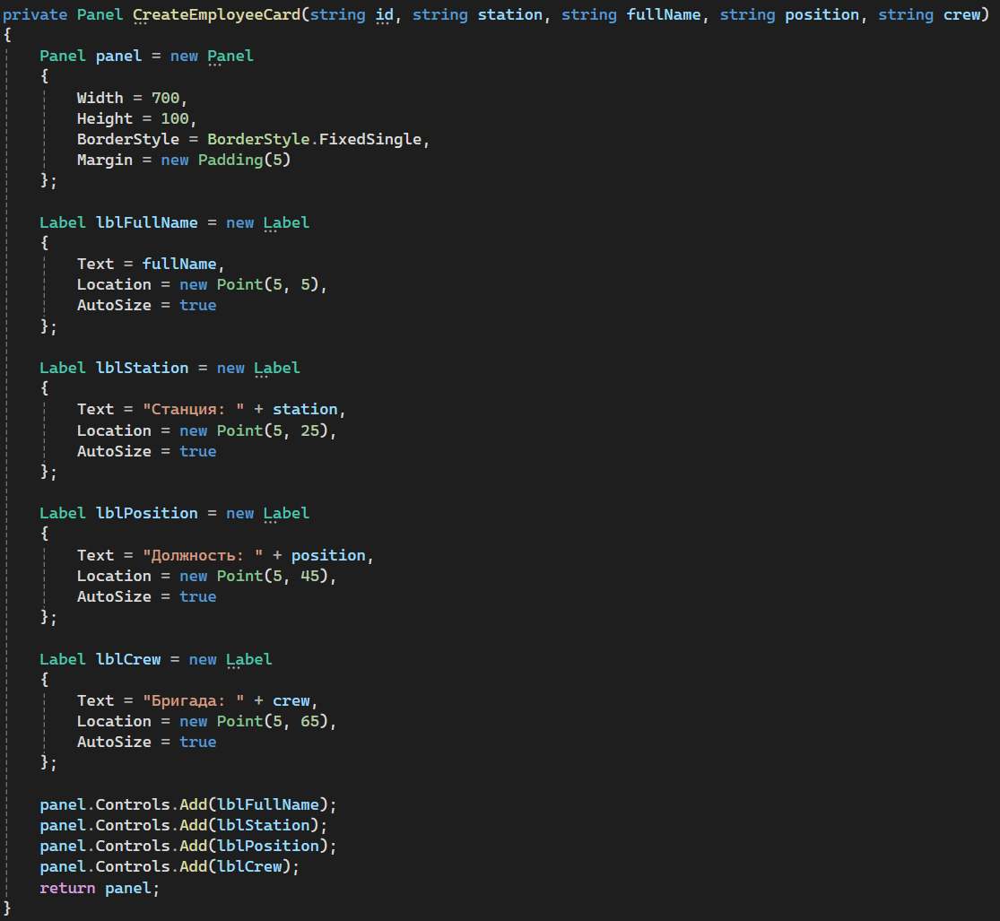 private Panel CreateEmployeeCard(string id, string station, string fullName, string position, string crew)
{
    Panel panel = new Panel
    {
        Width = 700,
        Height = 100,
        BorderStyle = BorderStyle.FixedSingle,
        Margin = new Padding(5)
    };

    Label lblFullName = new Label
    {
        Text = fullName,
        Location = new Point(5, 5),
        AutoSize = true
    };

    Label lblStation = new Label
    {
        Text = "Станция: " + station,
        Location = new Point(5, 25),
        AutoSize = true
    };

    Label lblPosition = new Label
    {
        Text = "Должность: " + position,
        Location = new Point(5, 45),
        AutoSize = true
    };

    Label lblCrew = new Label
    {
        Text = "Бригада: " + crew,
        Location = new Point(5, 65),
        AutoSize = true
    };

    panel.Controls.Add(lblFullName);
    panel.Controls.Add(lblStation);
    panel.Controls.Add(lblPosition);
    panel.Controls.Add(lblCrew);
    return panel;
}